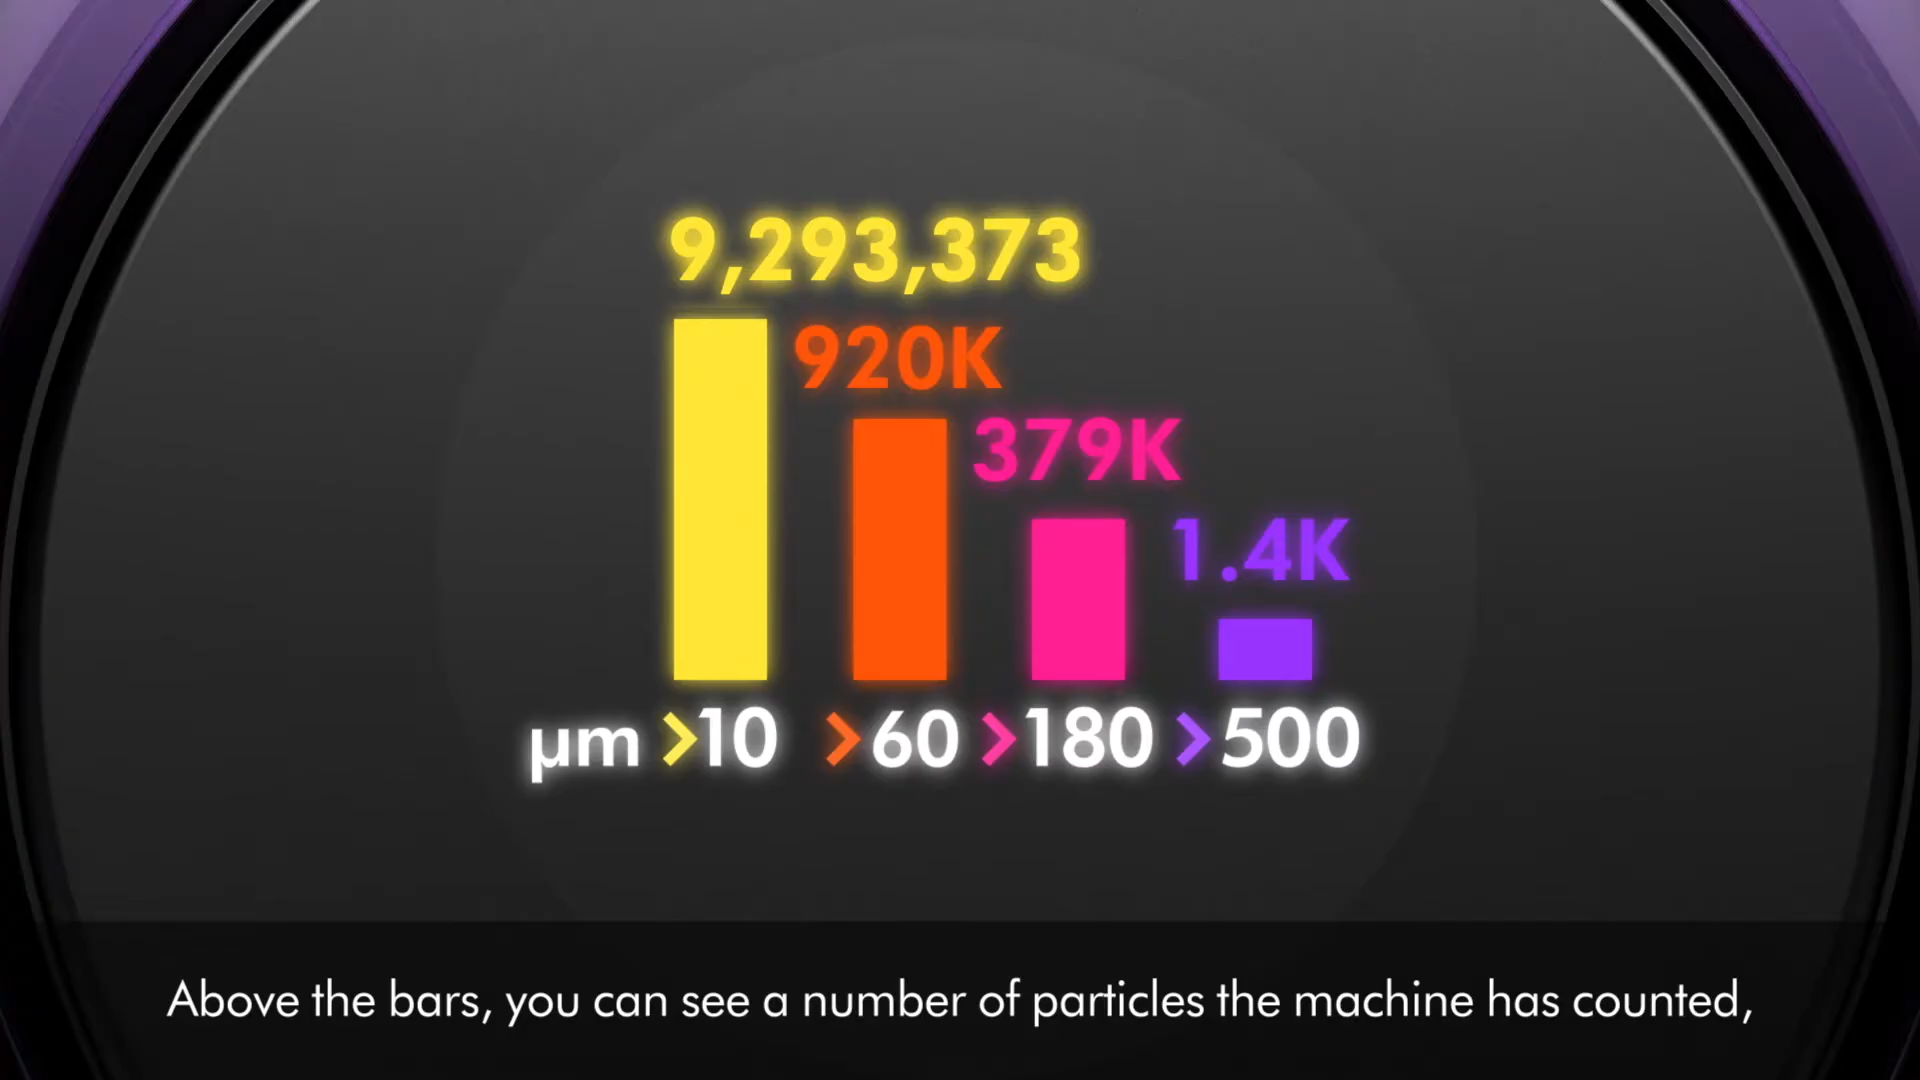 9,293,373
920K
379K
1.4K
µm >10 >60 >180 >500
Above the bars, you can see a number of particles the machine has counted,